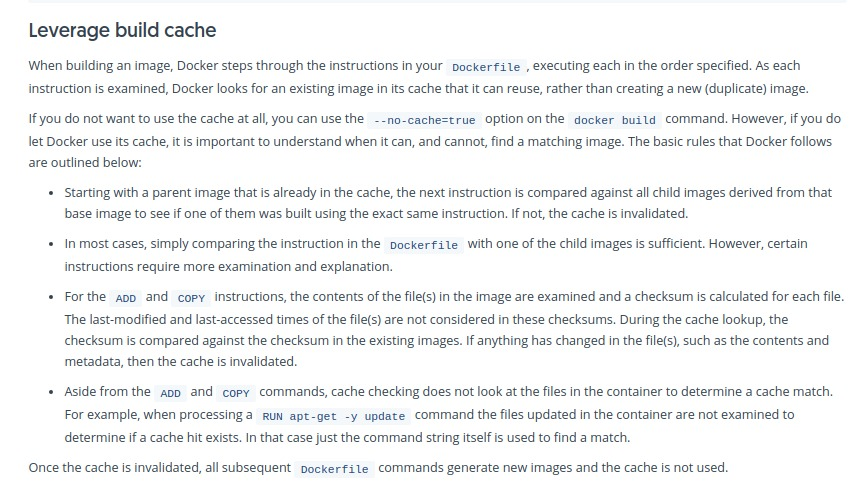 Leverage build cache
When building an image, Docker steps through the instructions in your Dockerfile , executing each in the order specified. As each
instruction is examined, Docker looks for an existing image in its cache that it can reuse, rather than creating a new (duplicate) image.
If you do not want to use the cache at all, you can use the --no-cache=true option on the docker build command. However, if you do
let Docker use its cache, it is important to understand when it can, and cannot, find a matching image. The basic rules that Docker follows
are outlined below:
• Starting with a parent image that is already in the cache, the next instruction is compared against all child images derived from that
base image to see if one of them was built using the exact same instruction. If not, the cache is invalidated.
• In most cases, simply comparing the instruction in the Dockerfile with one of the child images is sufficient. However, certain
instructions require more examination and explanation.
• For the ADD and COPY instructions, the contents of the file(s) in the image are examined and a checksum is calculated for each file.
The last-modified and last-accessed times of the file(s) are not considered in these checksums. During the cache lookup, the
checksum is compared against the checksum in the existing images. If anything has changed in the file(s), such as the contents and
metadata, then the cache is invalidated.
• Aside from the ADD and COPY commands, cache checking does not look at the files in the container to determine a cache match.
For example, when processing a RUN apt-get -y update command the files updated in the container are not examined to
determine if a cache hit exists. In that case just the command string itself is used to find a match.
Once the cache is invalidated, all subsequent Dockerfile commands generate new images and the cache is not used.